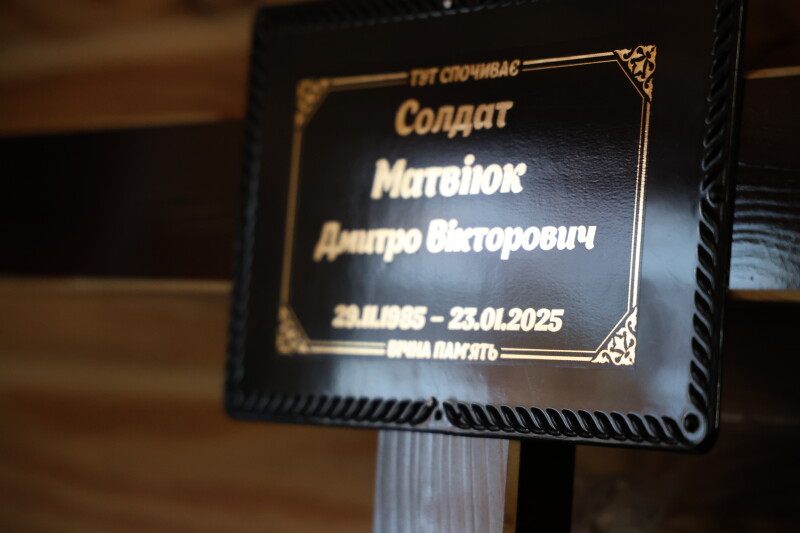 ТУТ СПОЧИВАЄ
Солдат
Матвіюк
Дмитро Вікторович
29.11.1985 – 23.01.2025
ВІЧНА ПАМ'ЯТЬ